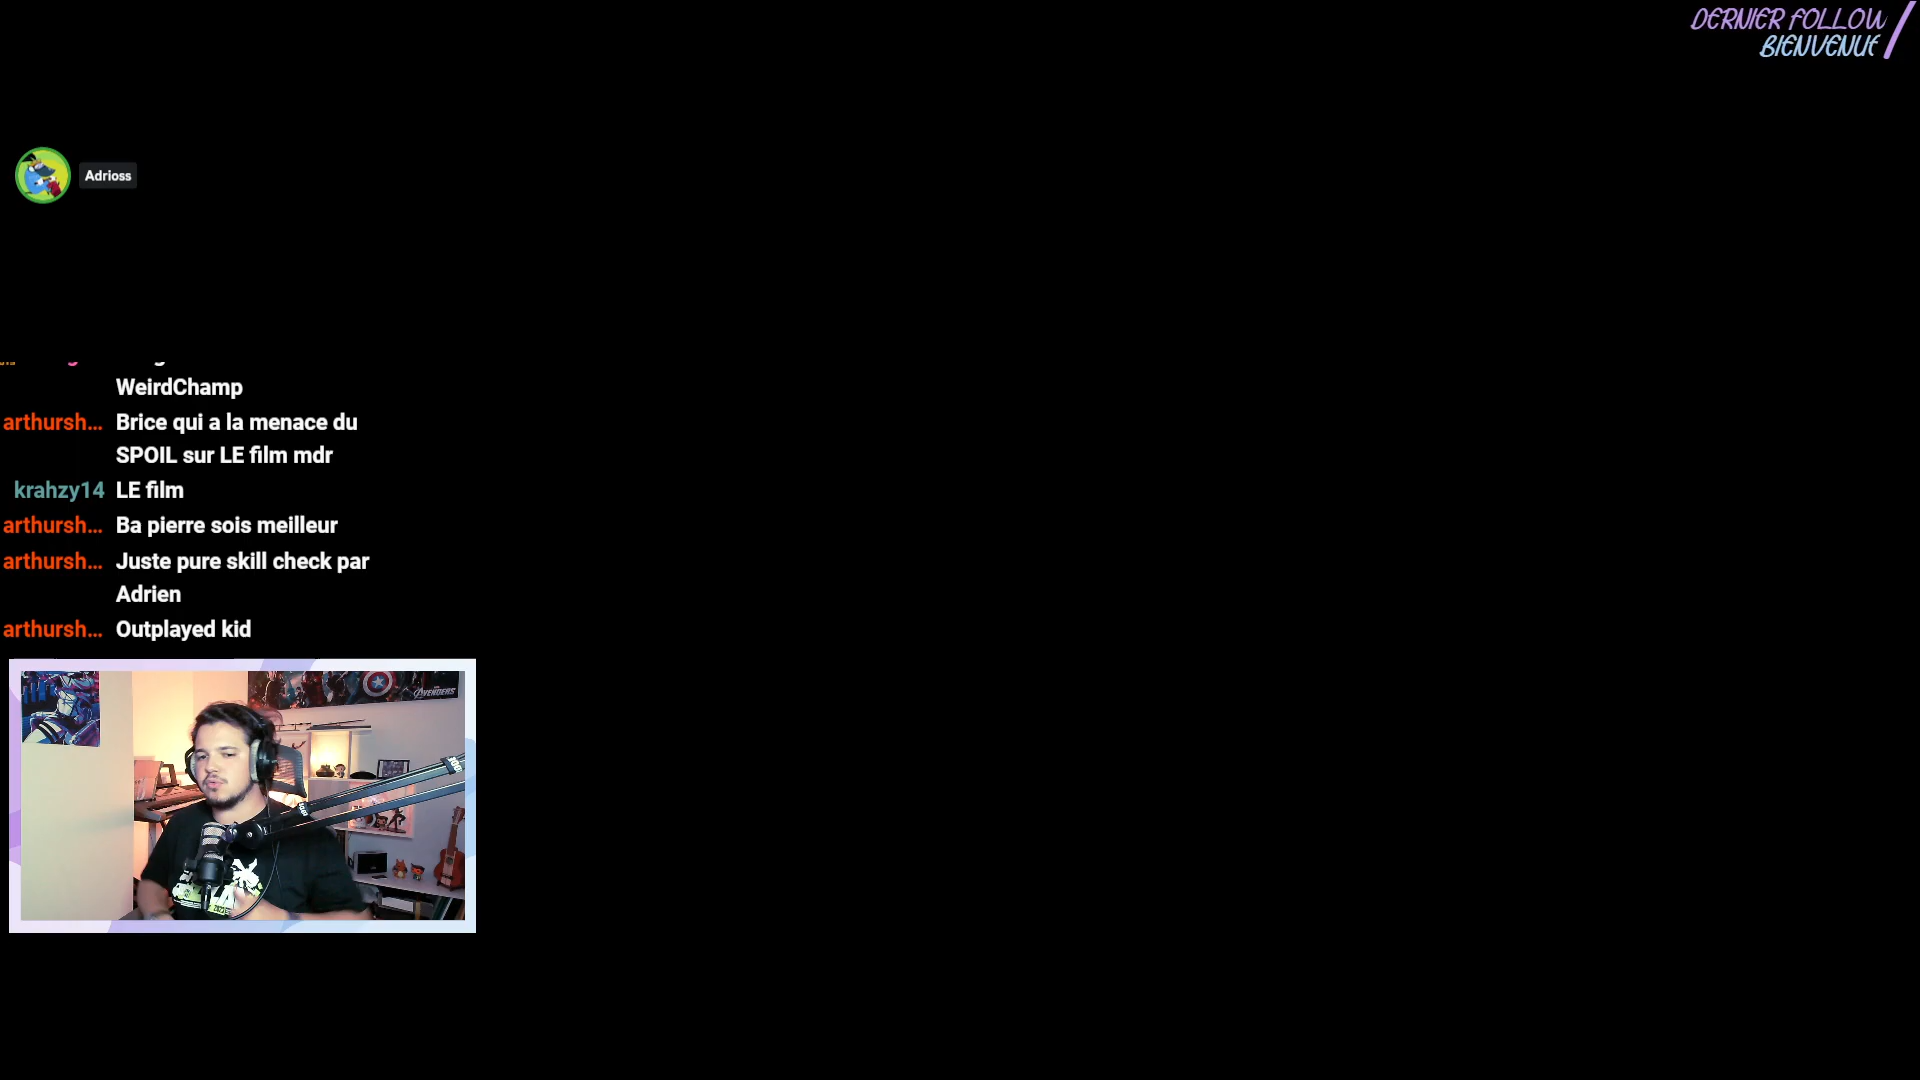 DERNIER FOLLOW
BIENVENUE
Adrioss
WeirdChamp
arthursh... Brice qui a la menace du
SPOIL sur LE film mdr
krahzy14 LE film
arthursh... Ba pierre sois meilleur
arthursh... Juste pure skill check par
Adrien
arthursh... Outplayed kid
AVENGERS